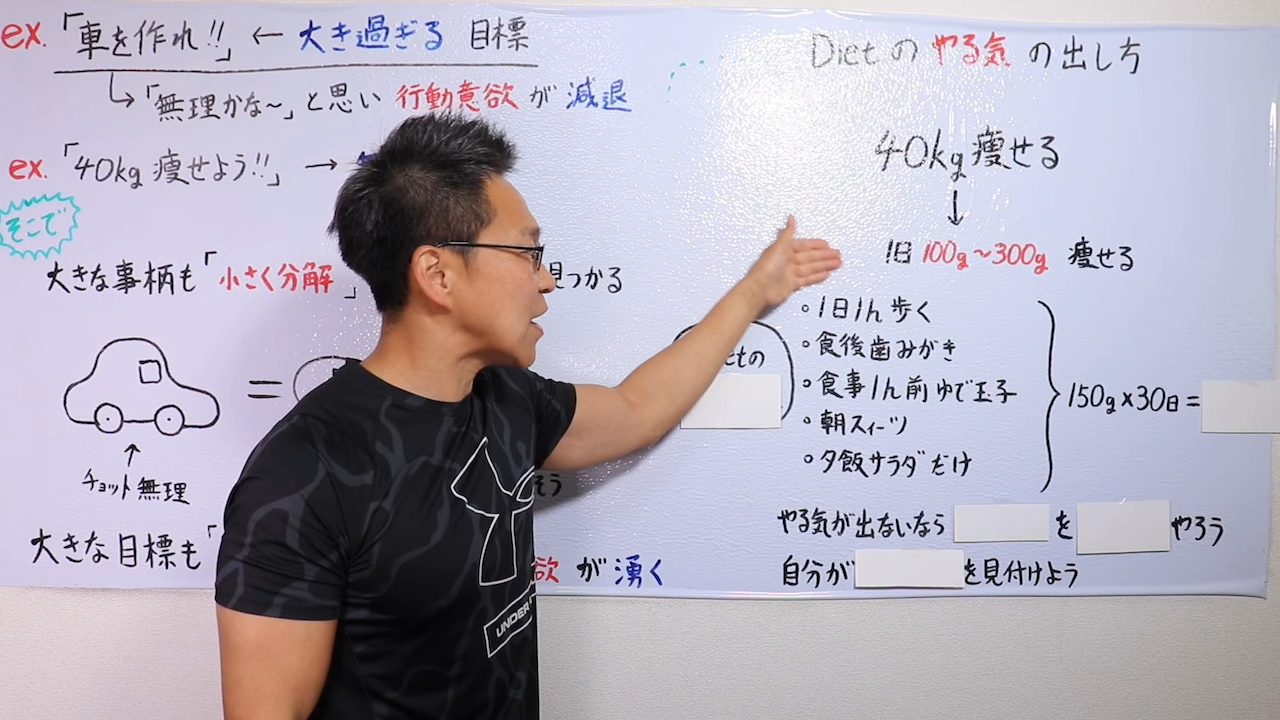 ex.「車を作れ!!」← 大き過ぎる 目標
↳「無理かな〜」と思い 行動意欲 が 減退
ex.「40kg 痩せよう!!」→
そこで
大きな事柄も「小さく分解」見つかる
=
↑
チョット無理
そう
大きな目標も「欲 が 湧く
Dietの やる気 の出し方
40kg 痩せる
↓
1日 100g〜300g 痩せる
etの
・1日1h 歩く
・食後歯みがき
・食事1h前 ゆで玉子
・朝スィーツ
・夕飯サラダだけ
150g×30日=
やる気が出ないなら を やろう
自分が を見付けよう
UNDER